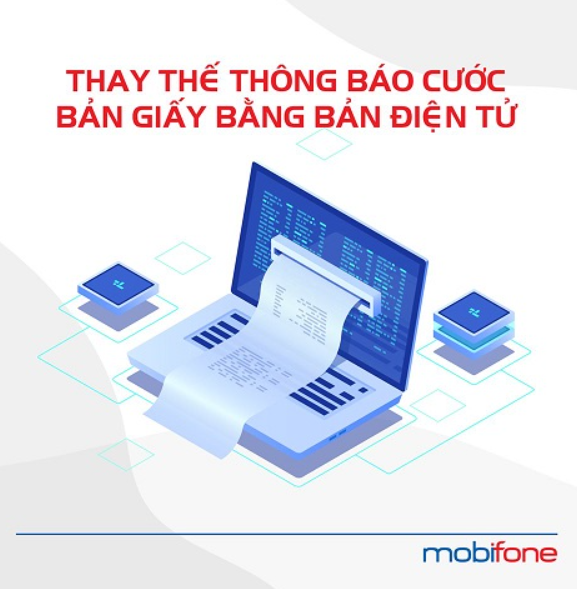 THAY THẾ THÔNG BÁO CƯỚC
BẢN GIẤY BẰNG BẢN ĐIỆN TỬ
mobifone